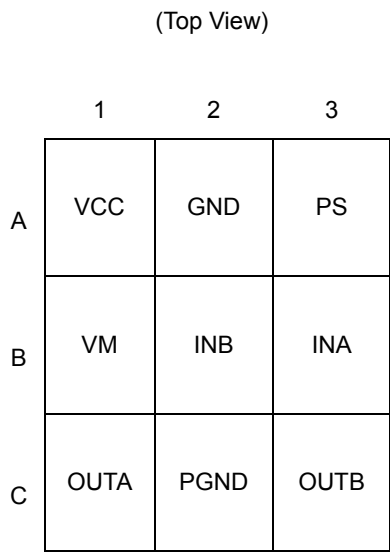 (Top View)
1 2 3
A VCC GND PS
B VM INB INA
C OUTA PGND OUTB